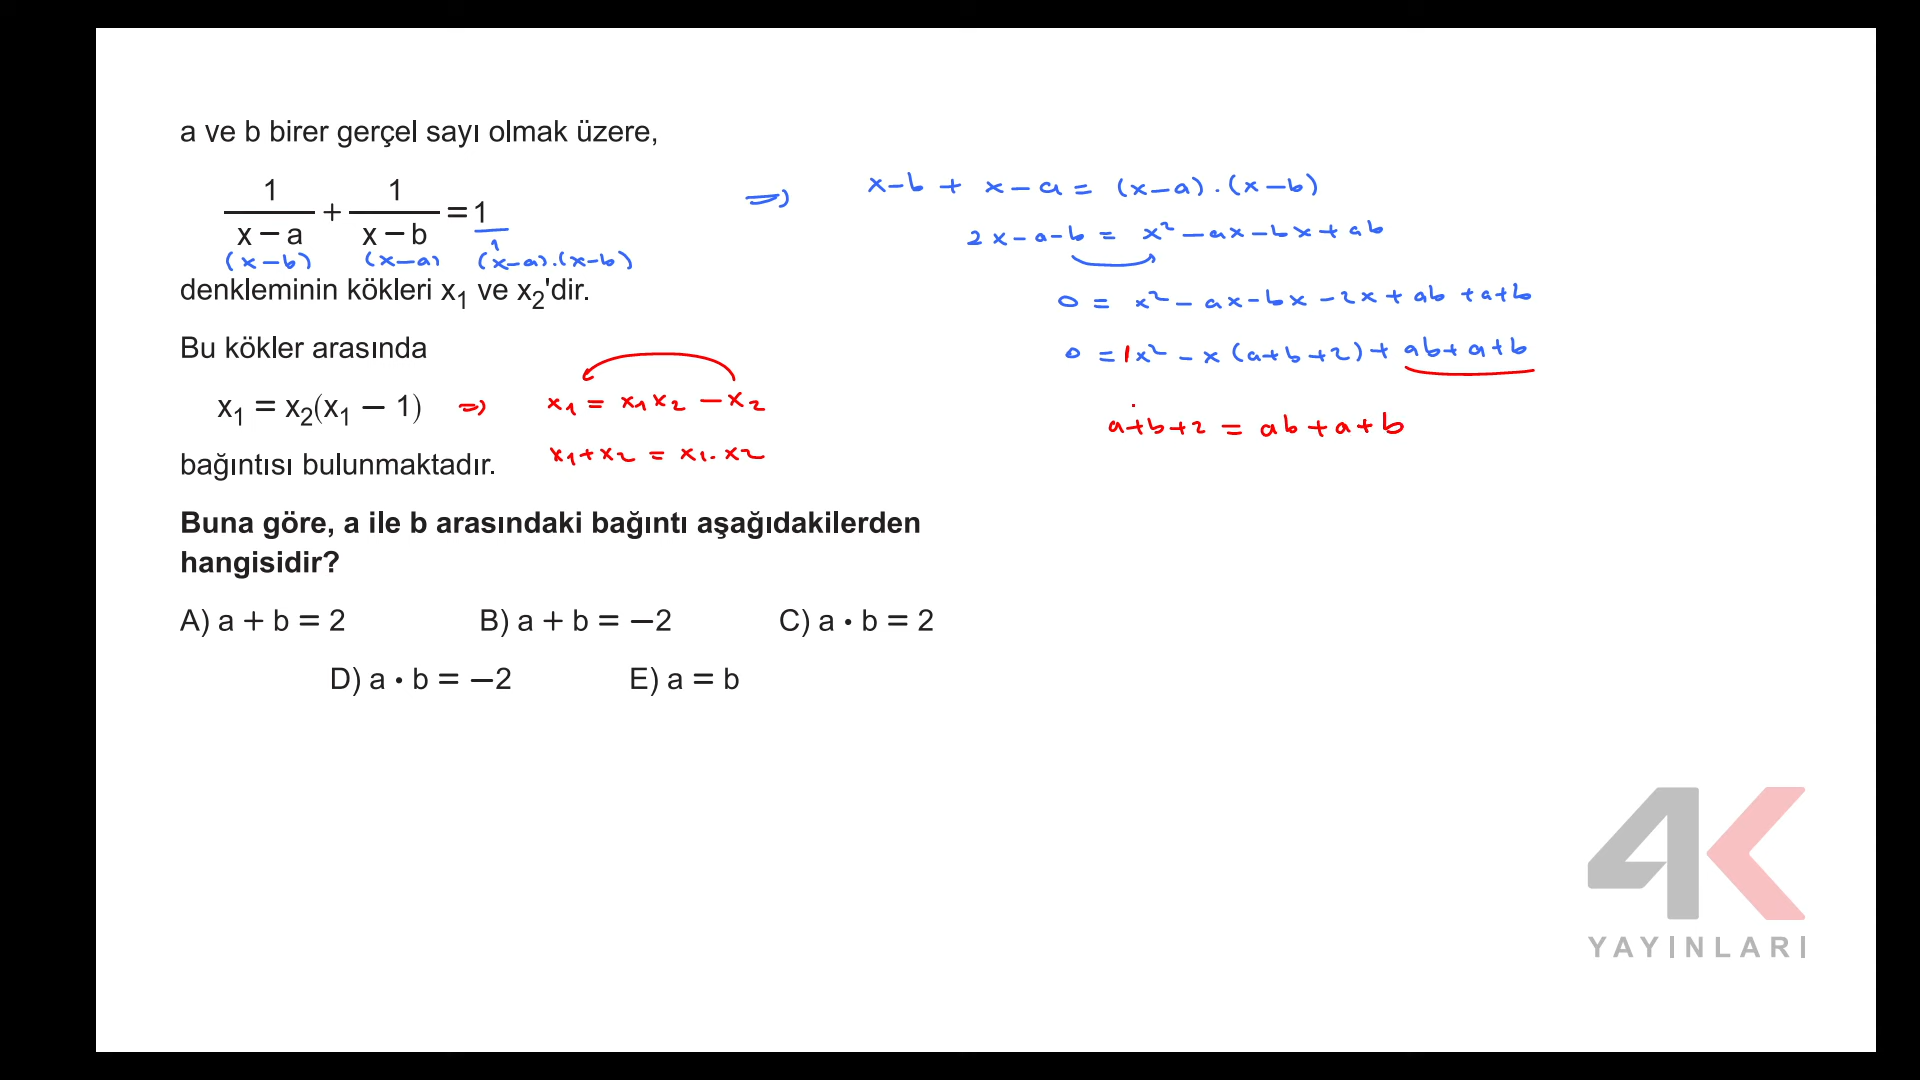 a ve b birer gerçel sayı olmak üzere,
1/(x − a) + 1/(x − b) = 1
1
(x−b) (x−a) (x−a).(x−b)
denkleminin kökleri x₁ ve x₂'dir.
Bu kökler arasında
x₁ = x₂(x₁ − 1) ⇒ x₁ = x₁x₂ − x₂
bağıntısı bulunmaktadır. x₁+x₂ = x₁.x₂
Buna göre, a ile b arasındaki bağıntı aşağıdakilerden
hangisidir?
A) a + b = 2 B) a + b = −2 C) a • b = 2
D) a • b = −2 E) a = b
⇒ x−b + x−a = (x−a).(x−b)
2x−a−b = x²−ax−bx+ab
0 = x²−ax−bx−2x+ab+a+b
0 = 1x²−x(a+b+2)+ab+a+b
a+b+2 = ab+a+b
4K
YAYINLARI